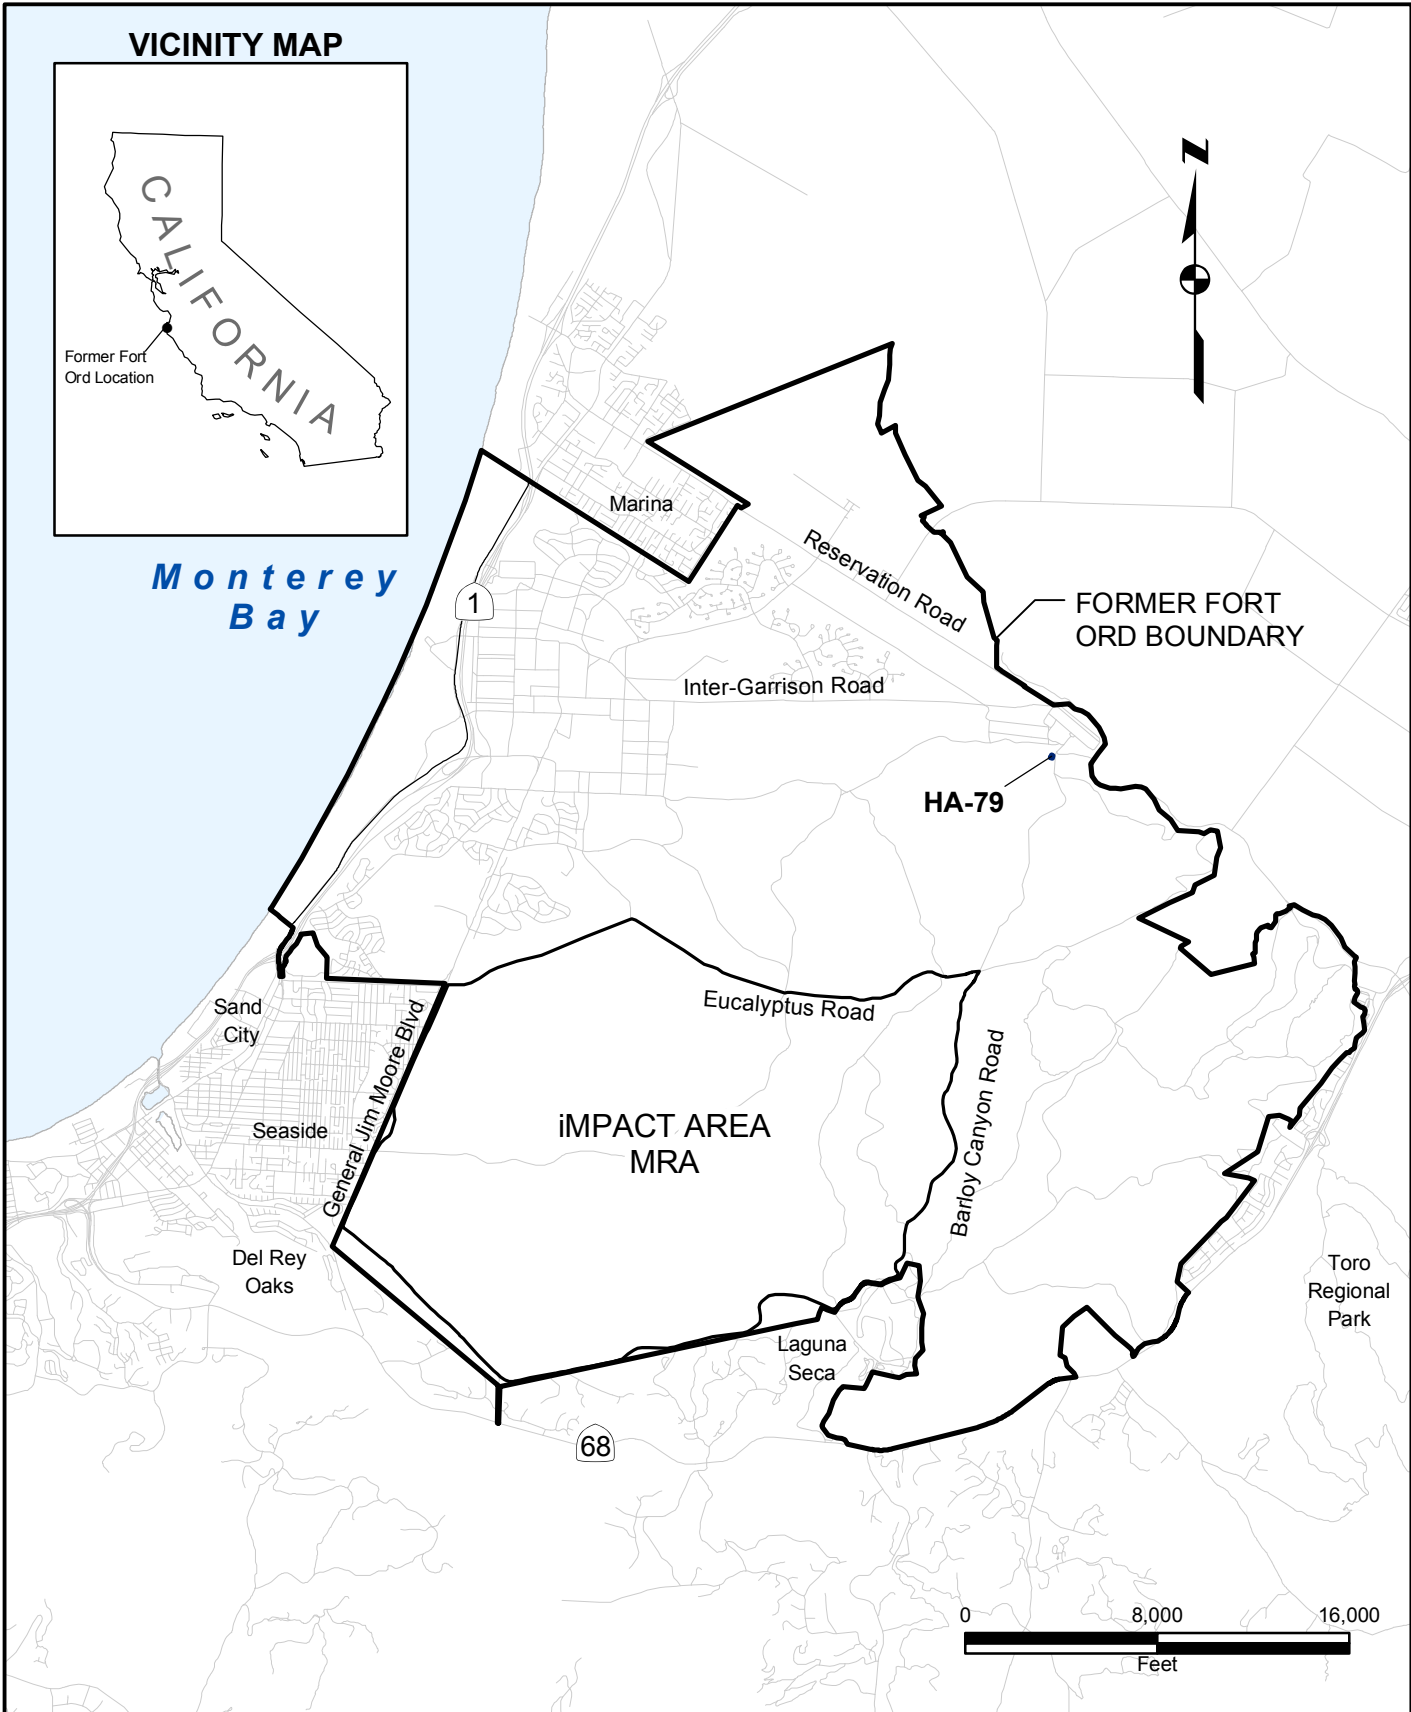 VICINITY MAP
CALIFORNIA
Former Fort
Ord Location
Monterey
Bay
N
Marina
1
Reservation Road
FORMER FORT
ORD BOUNDARY
Inter-Garrison Road
HA-79
Sand
City
General Jim Moore Blvd
Eucalyptus Road
Barloy Canyon Road
Seaside
iMPACT AREA
MRA
Del Rey
Oaks
Toro
Regional
Park
Laguna
Seca
68
0 8,000 16,000
Feet